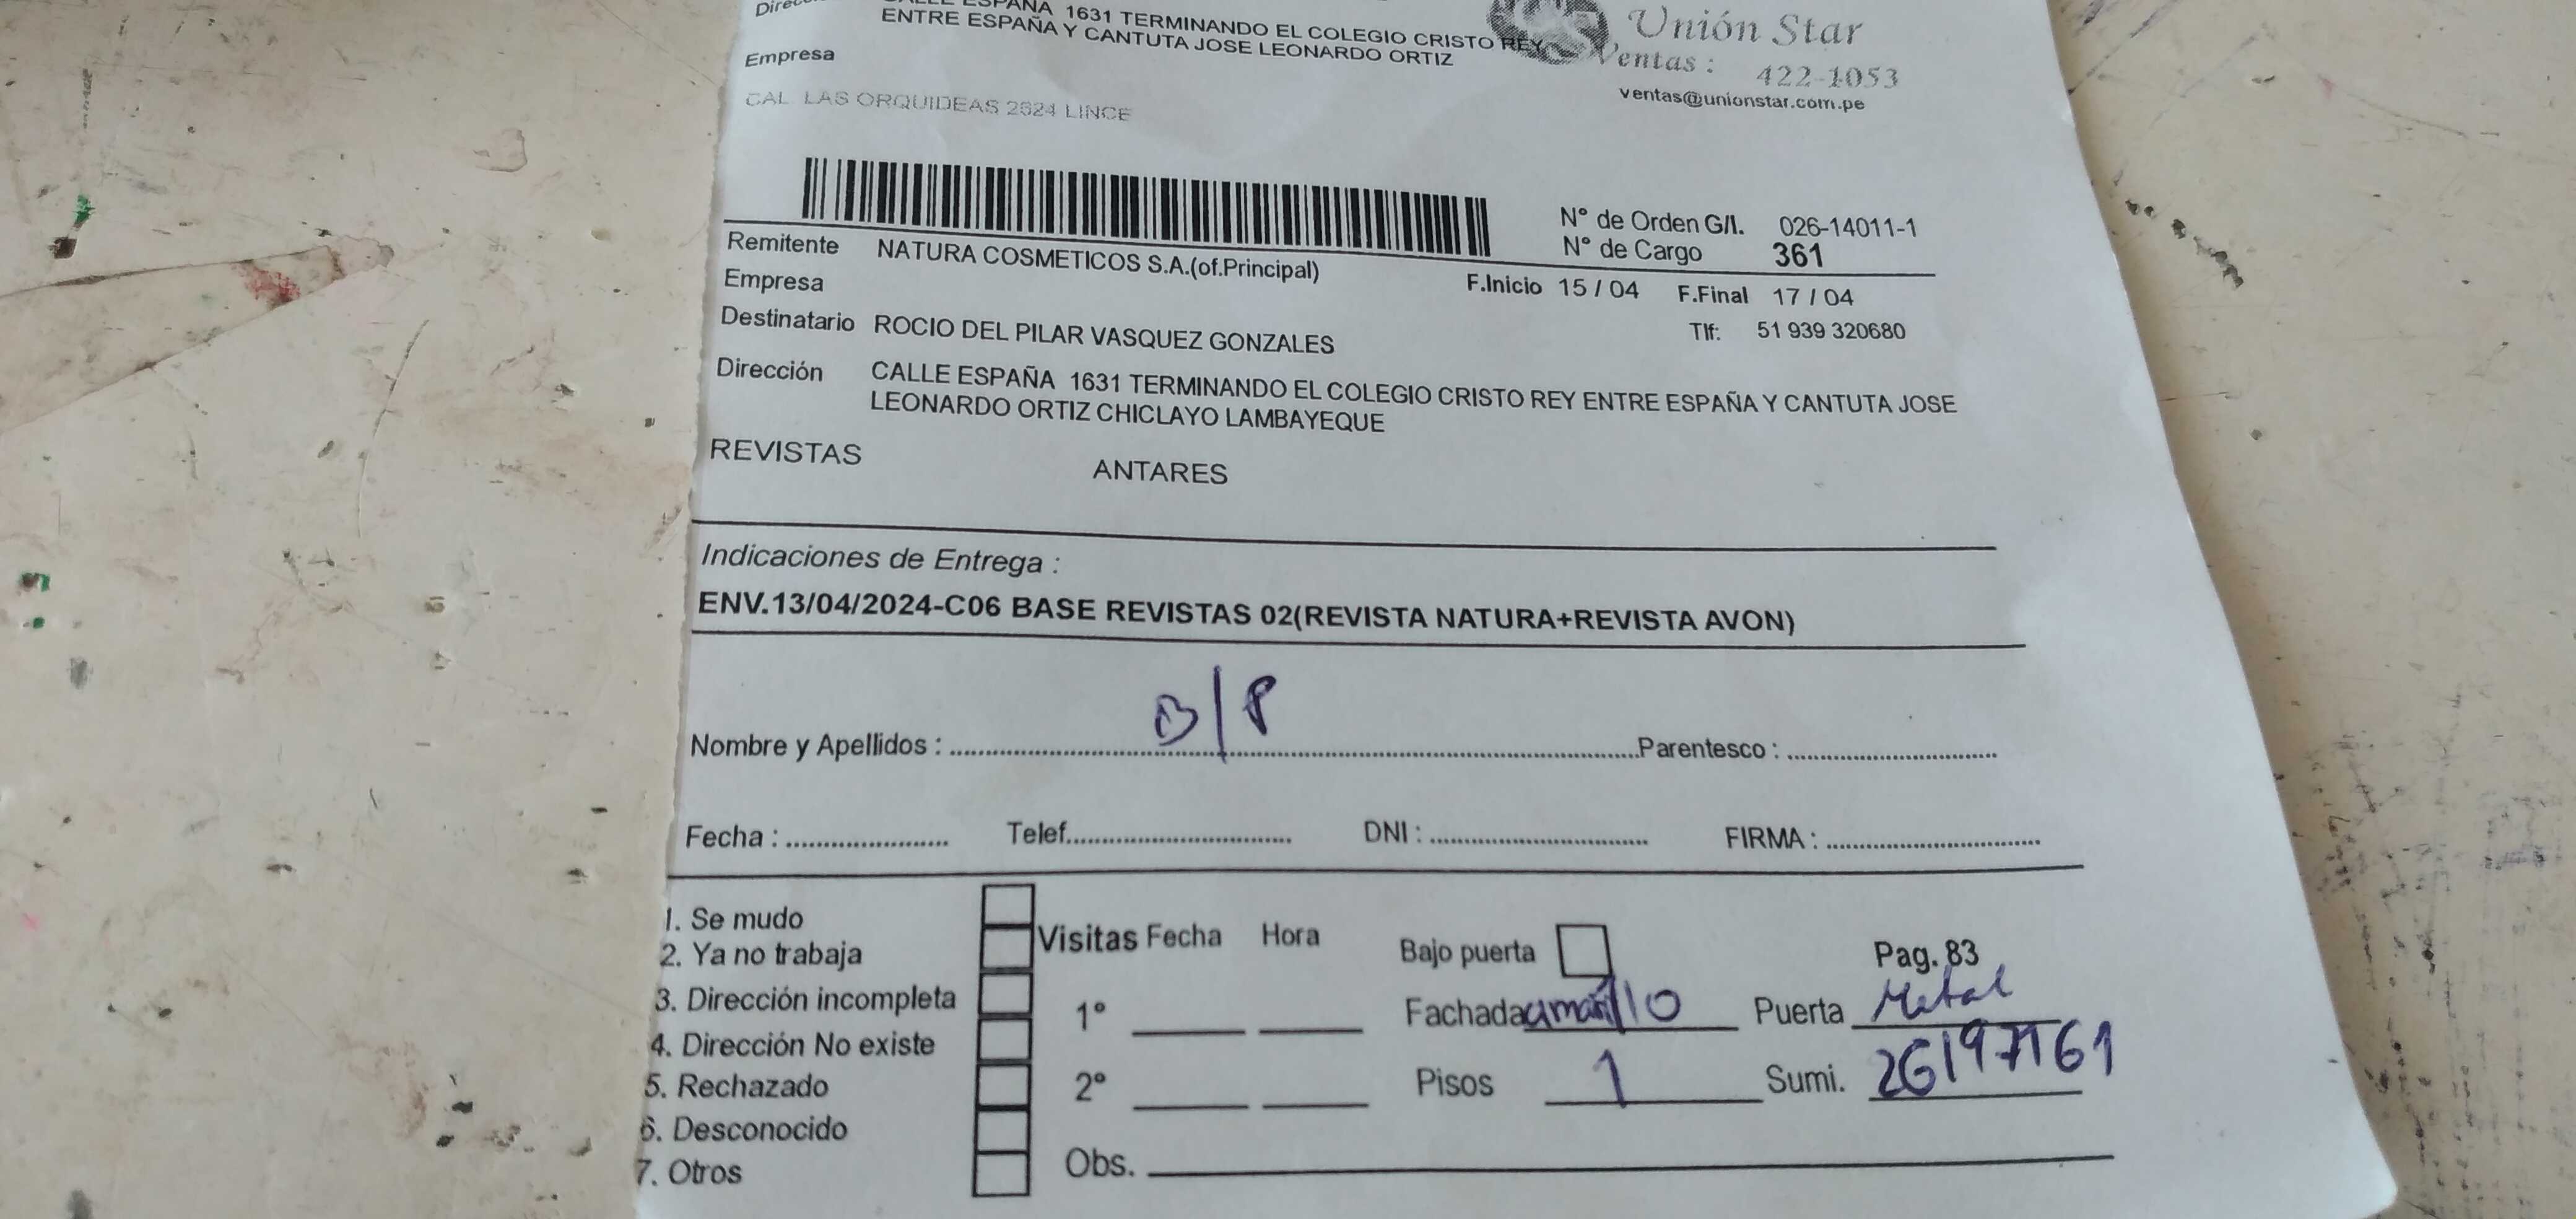 ESPAÑA 1631 TERMINANDO EL COLEGIO CRISTO REY
ENTRE ESPAÑA Y CANTUTA JOSE LEONARDO ORTIZ
Unión Star
Ventas : 422-1053
ventas@unionstar.com.pe
Empresa
CAL. LAS ORQUIDEAS 2624 LINCE
N° de Orden G/I. 026-14011-1
N° de Cargo 361
Remitente NATURA COSMETICOS S.A.(of.Principal)
Empresa
F.Inicio 15 / 04 F.Final 17 / 04
Destinatario ROCIO DEL PILAR VASQUEZ GONZALES
Tlf: 51 939 320680
Dirección CALLE ESPAÑA 1631 TERMINANDO EL COLEGIO CRISTO REY ENTRE ESPAÑA Y CANTUTA JOSE
LEONARDO ORTIZ CHICLAYO LAMBAYEQUE
REVISTAS ANTARES
Indicaciones de Entrega :
ENV.13/04/2024-C06 BASE REVISTAS 02(REVISTA NATURA+REVISTA AVON)
B/P
Nombre y Apellidos : Parentesco :
Fecha : Telef. DNI : FIRMA :
1. Se mudo
2. Ya no trabaja
3. Dirección incompleta
4. Dirección No existe
5. Rechazado
6. Desconocido
7. Otros
Visitas Fecha Hora
1°
2°
Obs.
Bajo puerta Pag. 83
Fachada amarillo Puerta Metal
Pisos 1 Sumi.